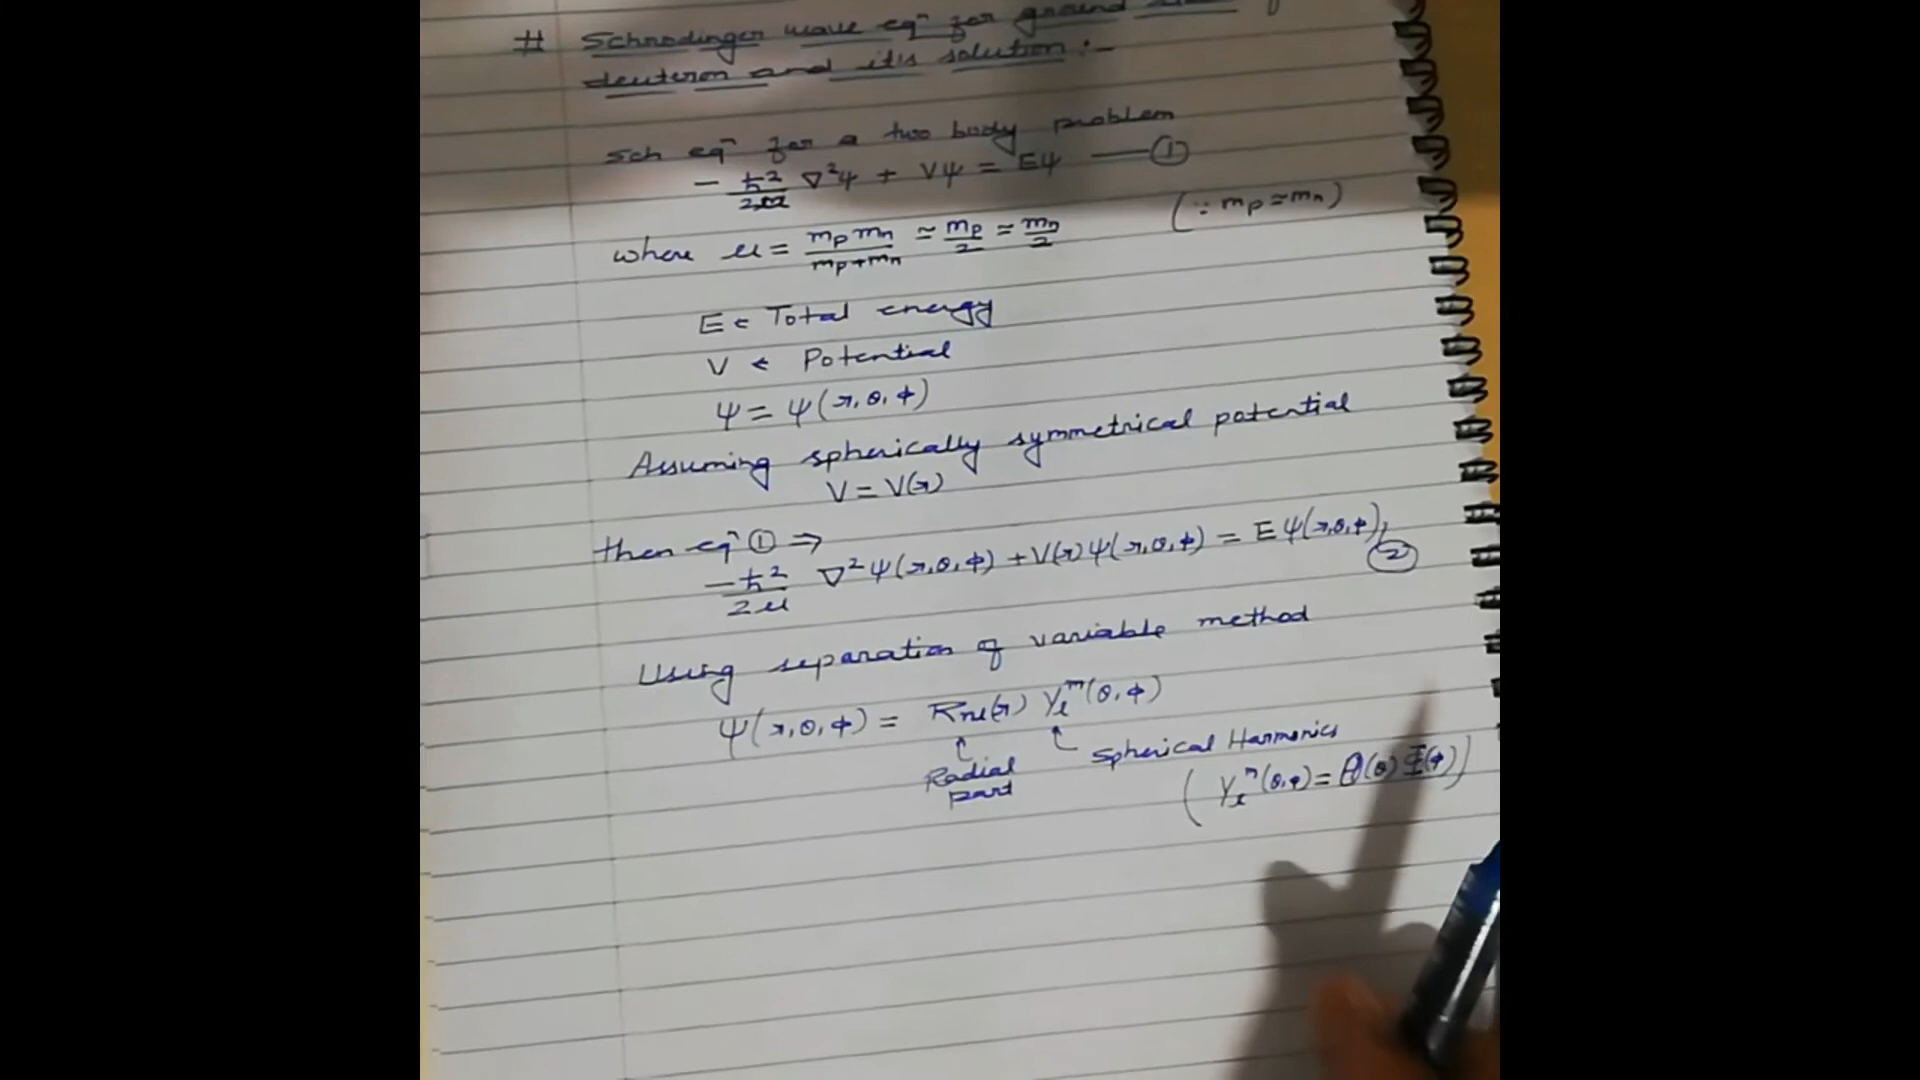 # Schrodinger wave eqⁿ for ground
deuteron and it's solution :-
Sch eqⁿ for a two body problem
- ħ²/2μ ∇²ψ + Vψ = Eψ —— ①
where μ = mp mn / mp+mn ≃ mp/2 ≃ mn/2 (∵ mp ≃ mn)
E = Total energy
V = Potential
ψ = ψ(r, θ, ϕ)
Assuming spherically symmetrical potential
V = V(r)
then eqⁿ ① ⇒
-ħ²/2μ ∇²ψ(r,θ,ϕ) + V(r)ψ(r,θ,ϕ) = Eψ(r,θ,ϕ) ②
Using separation of variable method
ψ(r,θ,ϕ) = Rnl(r) Yₗᵐ(θ,ϕ)
↑ Radial part
↑ Spherical Harmonics
(Yₗᵐ(θ,ϕ) = Θ(θ) Φ(ϕ))